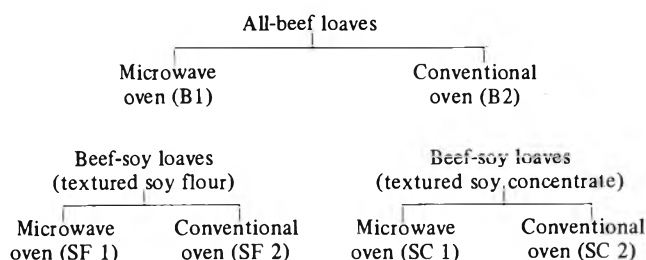 All-beef loaves
Microwave Conventional
oven (B1) oven (B2)
Beef-soy loaves Beef-soy loaves
(textured soy flour) (textured soy concentrate)
Microwave Conventional Microwave Conventional
oven (SF 1) oven (SF 2) oven (SC 1) oven (SC 2)